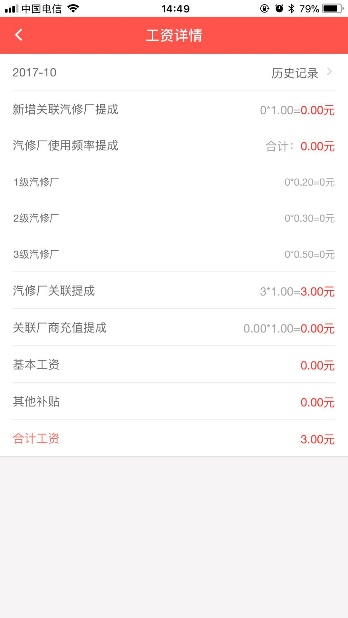 中国电信 14:49 79%
工资详情
2017-10 历史记录
新增关联汽修厂提成 0*1.00=0.00元
汽修厂使用频率提成 合计：0.00元
1级汽修厂 0*0.20=0元
2级汽修厂 0*0.30=0元
3级汽修厂 0*0.50=0元
汽修厂关联提成 3*1.00=3.00元
关联厂商充值提成 0.00*1.00=0.00元
基本工资 0.00元
其他补贴 0.00元
合计工资 3.00元